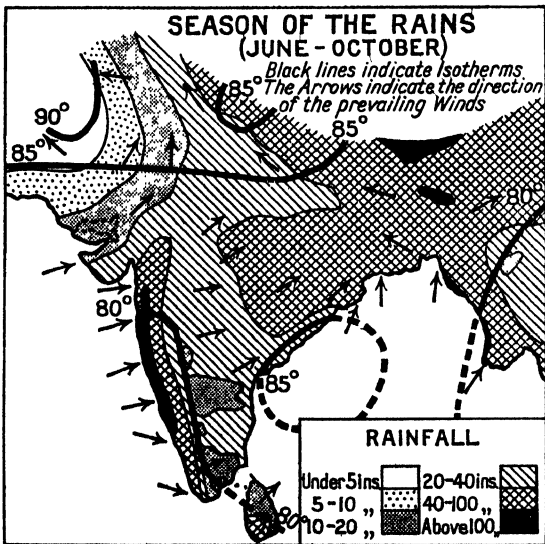 SEASON OF THE RAINS
(JUNE-OCTOBER)
Black lines indicate Isotherms
The Arrows indicate the direction
of the prevailing Winds
90°
85°
85°
85°
80°
80°
85°
80°
RAINFALL
Under 5 ins.
20-40 ins.
5-10 „
40-100 „
10-20 „
Above 100 „